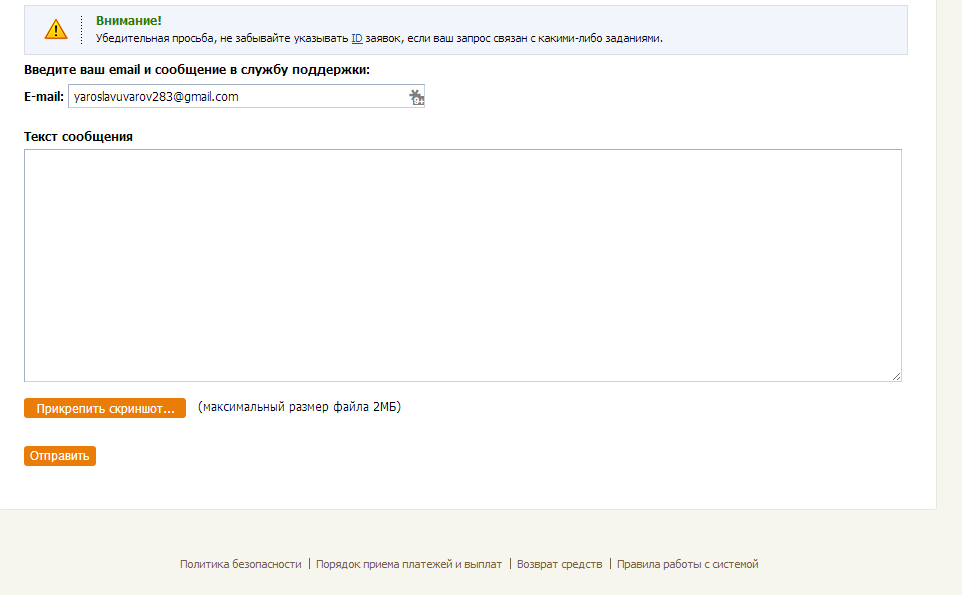 Внимание!
Убедительная просьба, не забывайте указывать ID заявок, если ваш запрос связан с какими-либо заданиями.
Введите ваш email и сообщение в службу поддержки:
E-mail: yaroslavuvarov283@gmail.com 9+
Текст сообщения
Прикрепить скриншот... (максимальный размер файла 2МБ)
Отправить
Политика безопасности | Порядок приема платежей и выплат | Возврат средств | Правила работы с системой